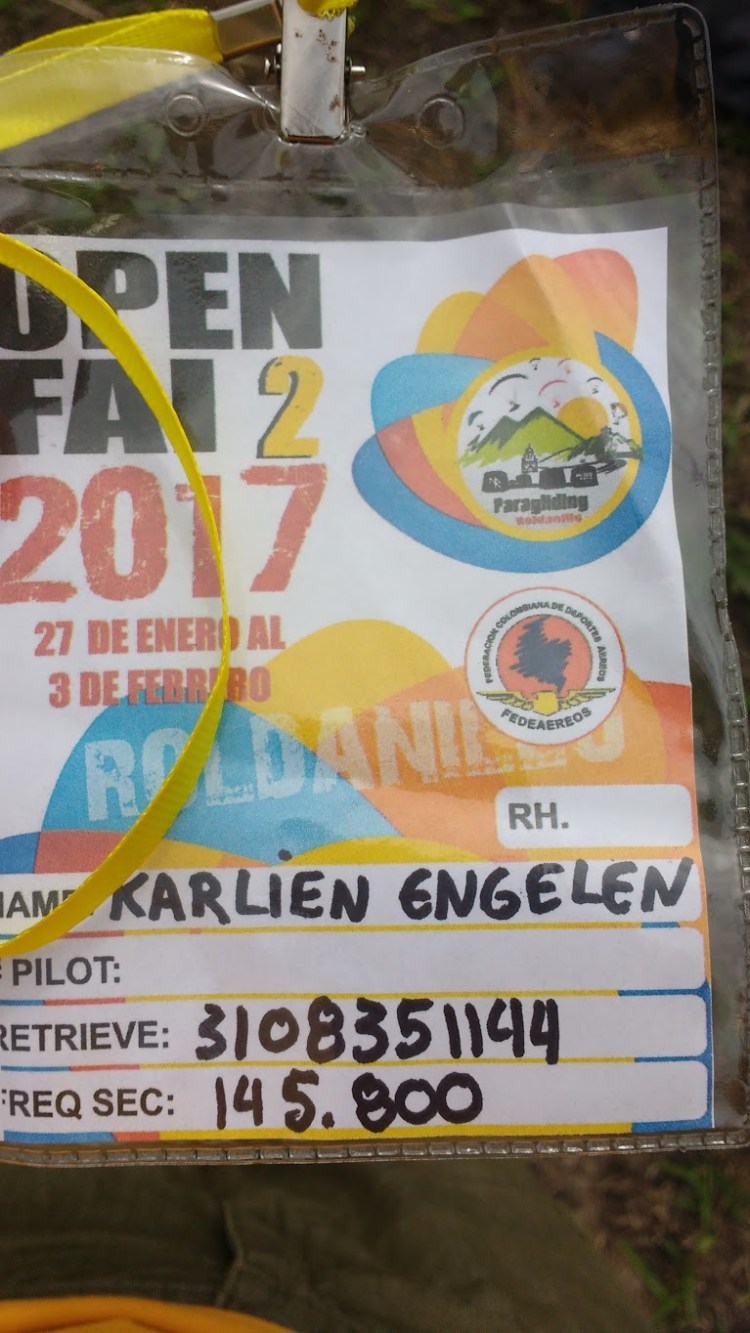 OPEN
FAI 2
2017
27 DE ENERO AL
3 DE FEBRERO
Paragliding
Roldanillo
FEDERACION COLOMBIANA DE DEPORTES AEREOS
FEDEAEREOS
ROLDANILLO
RH.
NAME: KARLIEN ENGELEN
# PILOT:
RETRIEVE: 3108351144
FREQ SEC: 145.800